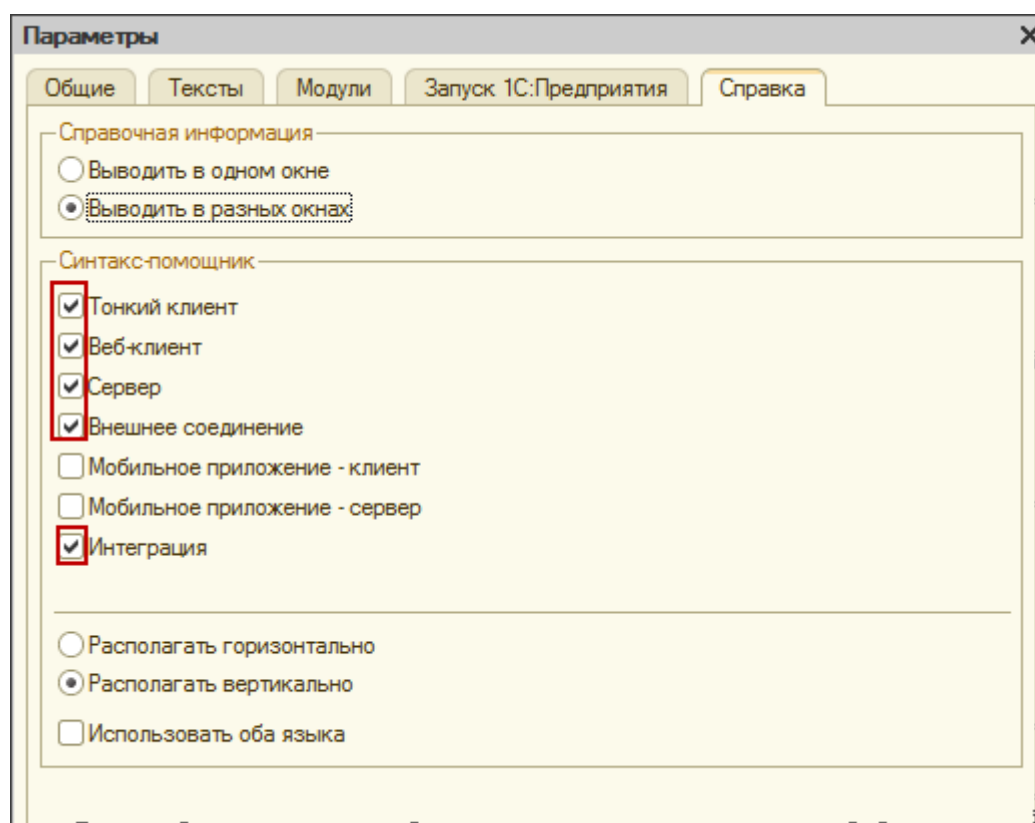 Параметры
Общие Тексты Модули Запуск 1С:Предприятия Справка
Справочная информация
Выводить в одном окне
Выводить в разных окнах
Синтакс-помощник
Тонкий клиент
Веб-клиент
Сервер
Внешнее соединение
Мобильное приложение - клиент
Мобильное приложение - сервер
Интеграция
Располагать горизонтально
Располагать вертикально
Использовать оба языка